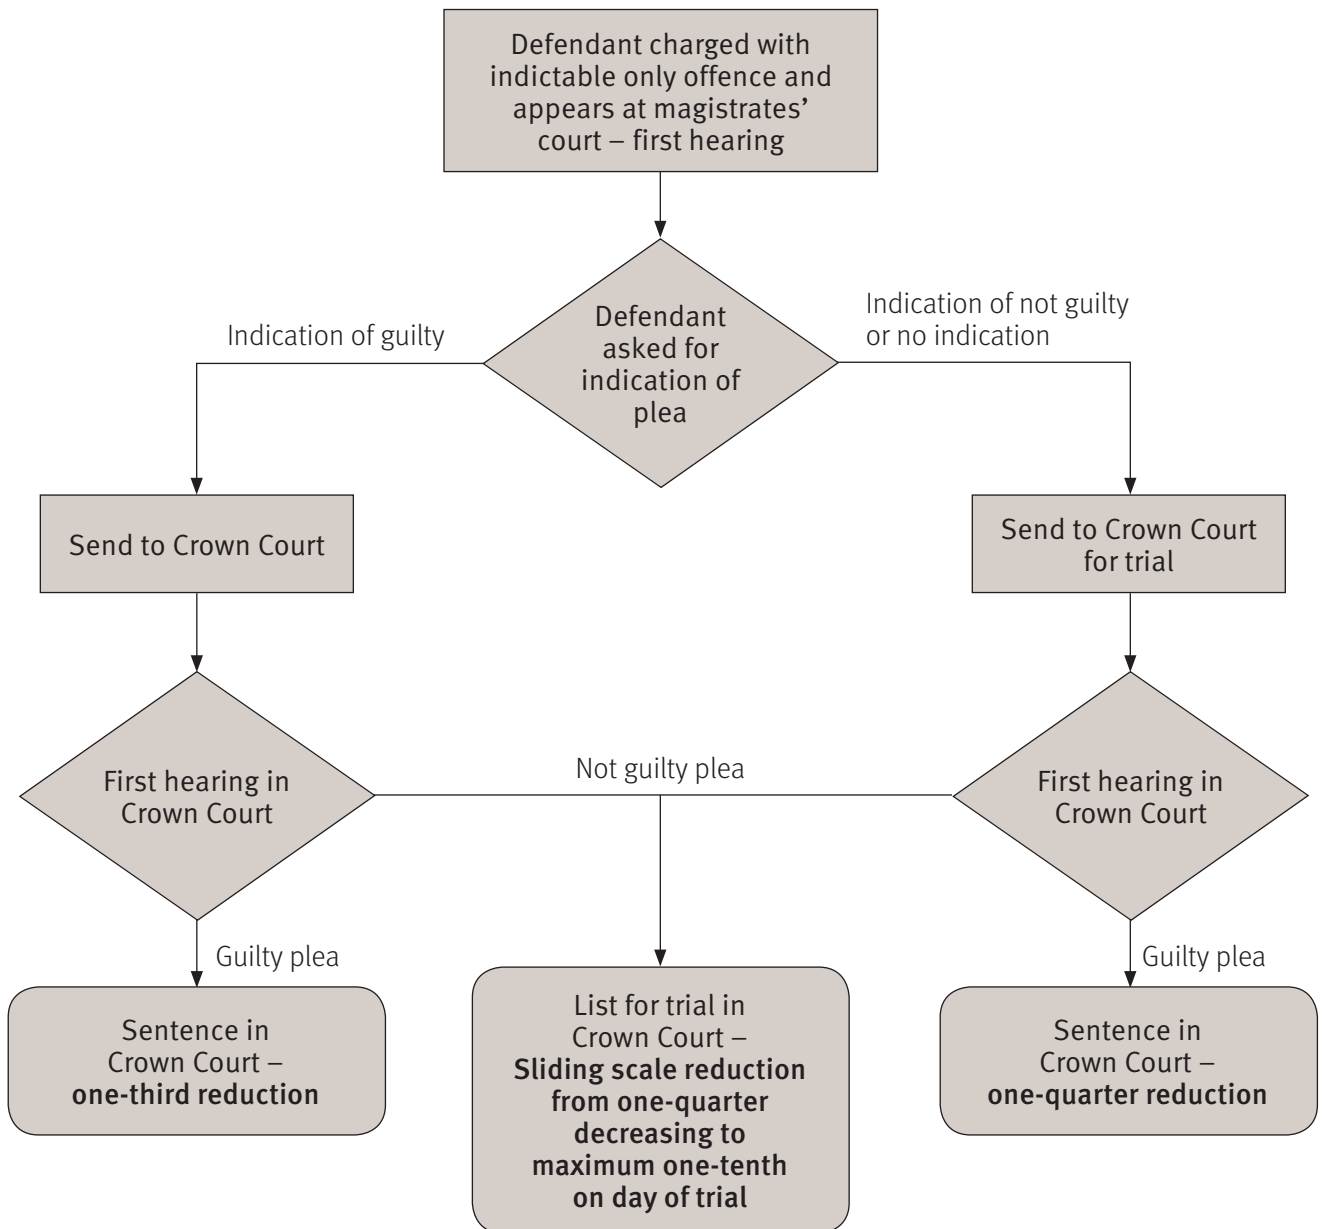 Defendant charged with
indictable only offence and
appears at magistrates’
court – first hearing
Defendant
asked for
indication of
plea
Indication of guilty
Indication of not guilty
or no indication
Send to Crown Court
Send to Crown Court
for trial
First hearing in
Crown Court
Not guilty plea
First hearing in
Crown Court
Guilty plea
Guilty plea
Sentence in
Crown Court –
one-third reduction
List for trial in
Crown Court –
Sliding scale reduction
from one-quarter
decreasing to
maximum one-tenth
on day of trial
Sentence in
Crown Court –
one-quarter reduction